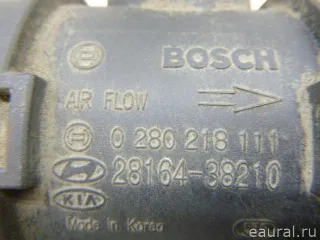 BOSCH
AIR FLOW
0 280 218 111
28164-38210
KIA
Made in Korea
eaural.ru